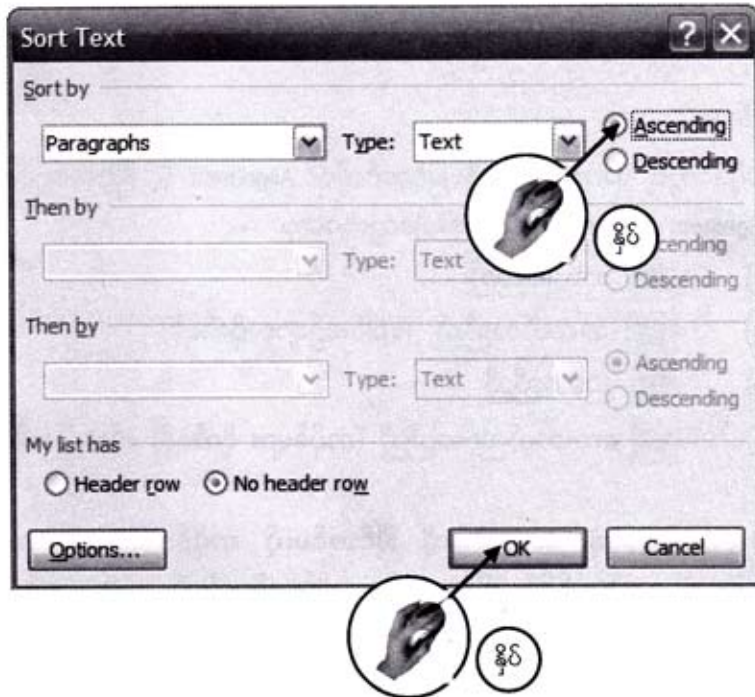 Sort Text
Sort by
Paragraphs Type: Text Ascending
Descending
Then by
Type: Text နှိပ် Ascending
Descending
Then by
Type: Text Ascending
Descending
My list has
Header row No header row
Options... OK Cancel
နှိပ်